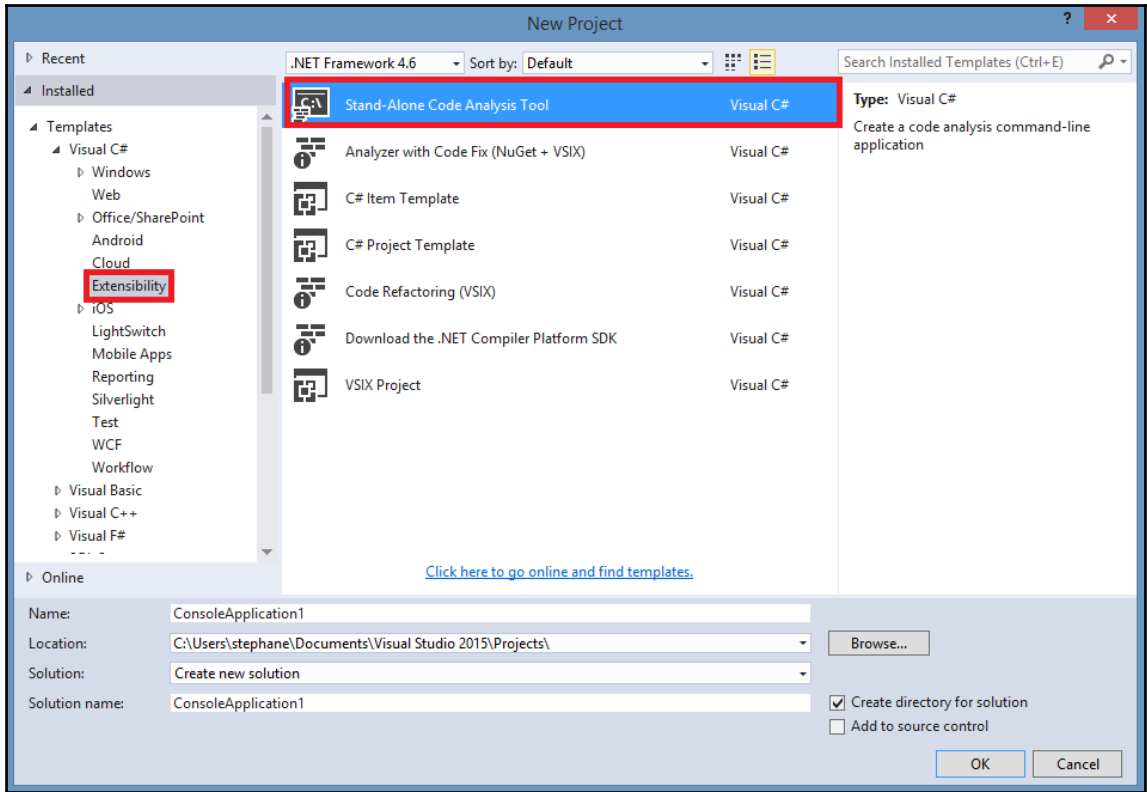 New Project
? ×
Recent
.NET Framework 4.6 Sort by: Default
Search Installed Templates (Ctrl+E)
Installed
Templates
Visual C#
Windows
Web
Office/SharePoint
Android
Cloud
Extensibility
iOS
LightSwitch
Mobile Apps
Reporting
Silverlight
Test
WCF
Workflow
Visual Basic
Visual C++
Visual F#
Online
C:\
Stand-Alone Code Analysis Tool Visual C#
Analyzer with Code Fix (NuGet + VSIX) Visual C#
C# Item Template Visual C#
C# Project Template Visual C#
Code Refactoring (VSIX) Visual C#
Download the .NET Compiler Platform SDK Visual C#
VSIX Project Visual C#
Click here to go online and find templates.
Type: Visual C#
Create a code analysis command-line
application
Name: ConsoleApplication1
Location: C:\Users\stephane\Documents\Visual Studio 2015\Projects\
Browse...
Solution: Create new solution
Solution name: ConsoleApplication1
Create directory for solution
Add to source control
OK Cancel